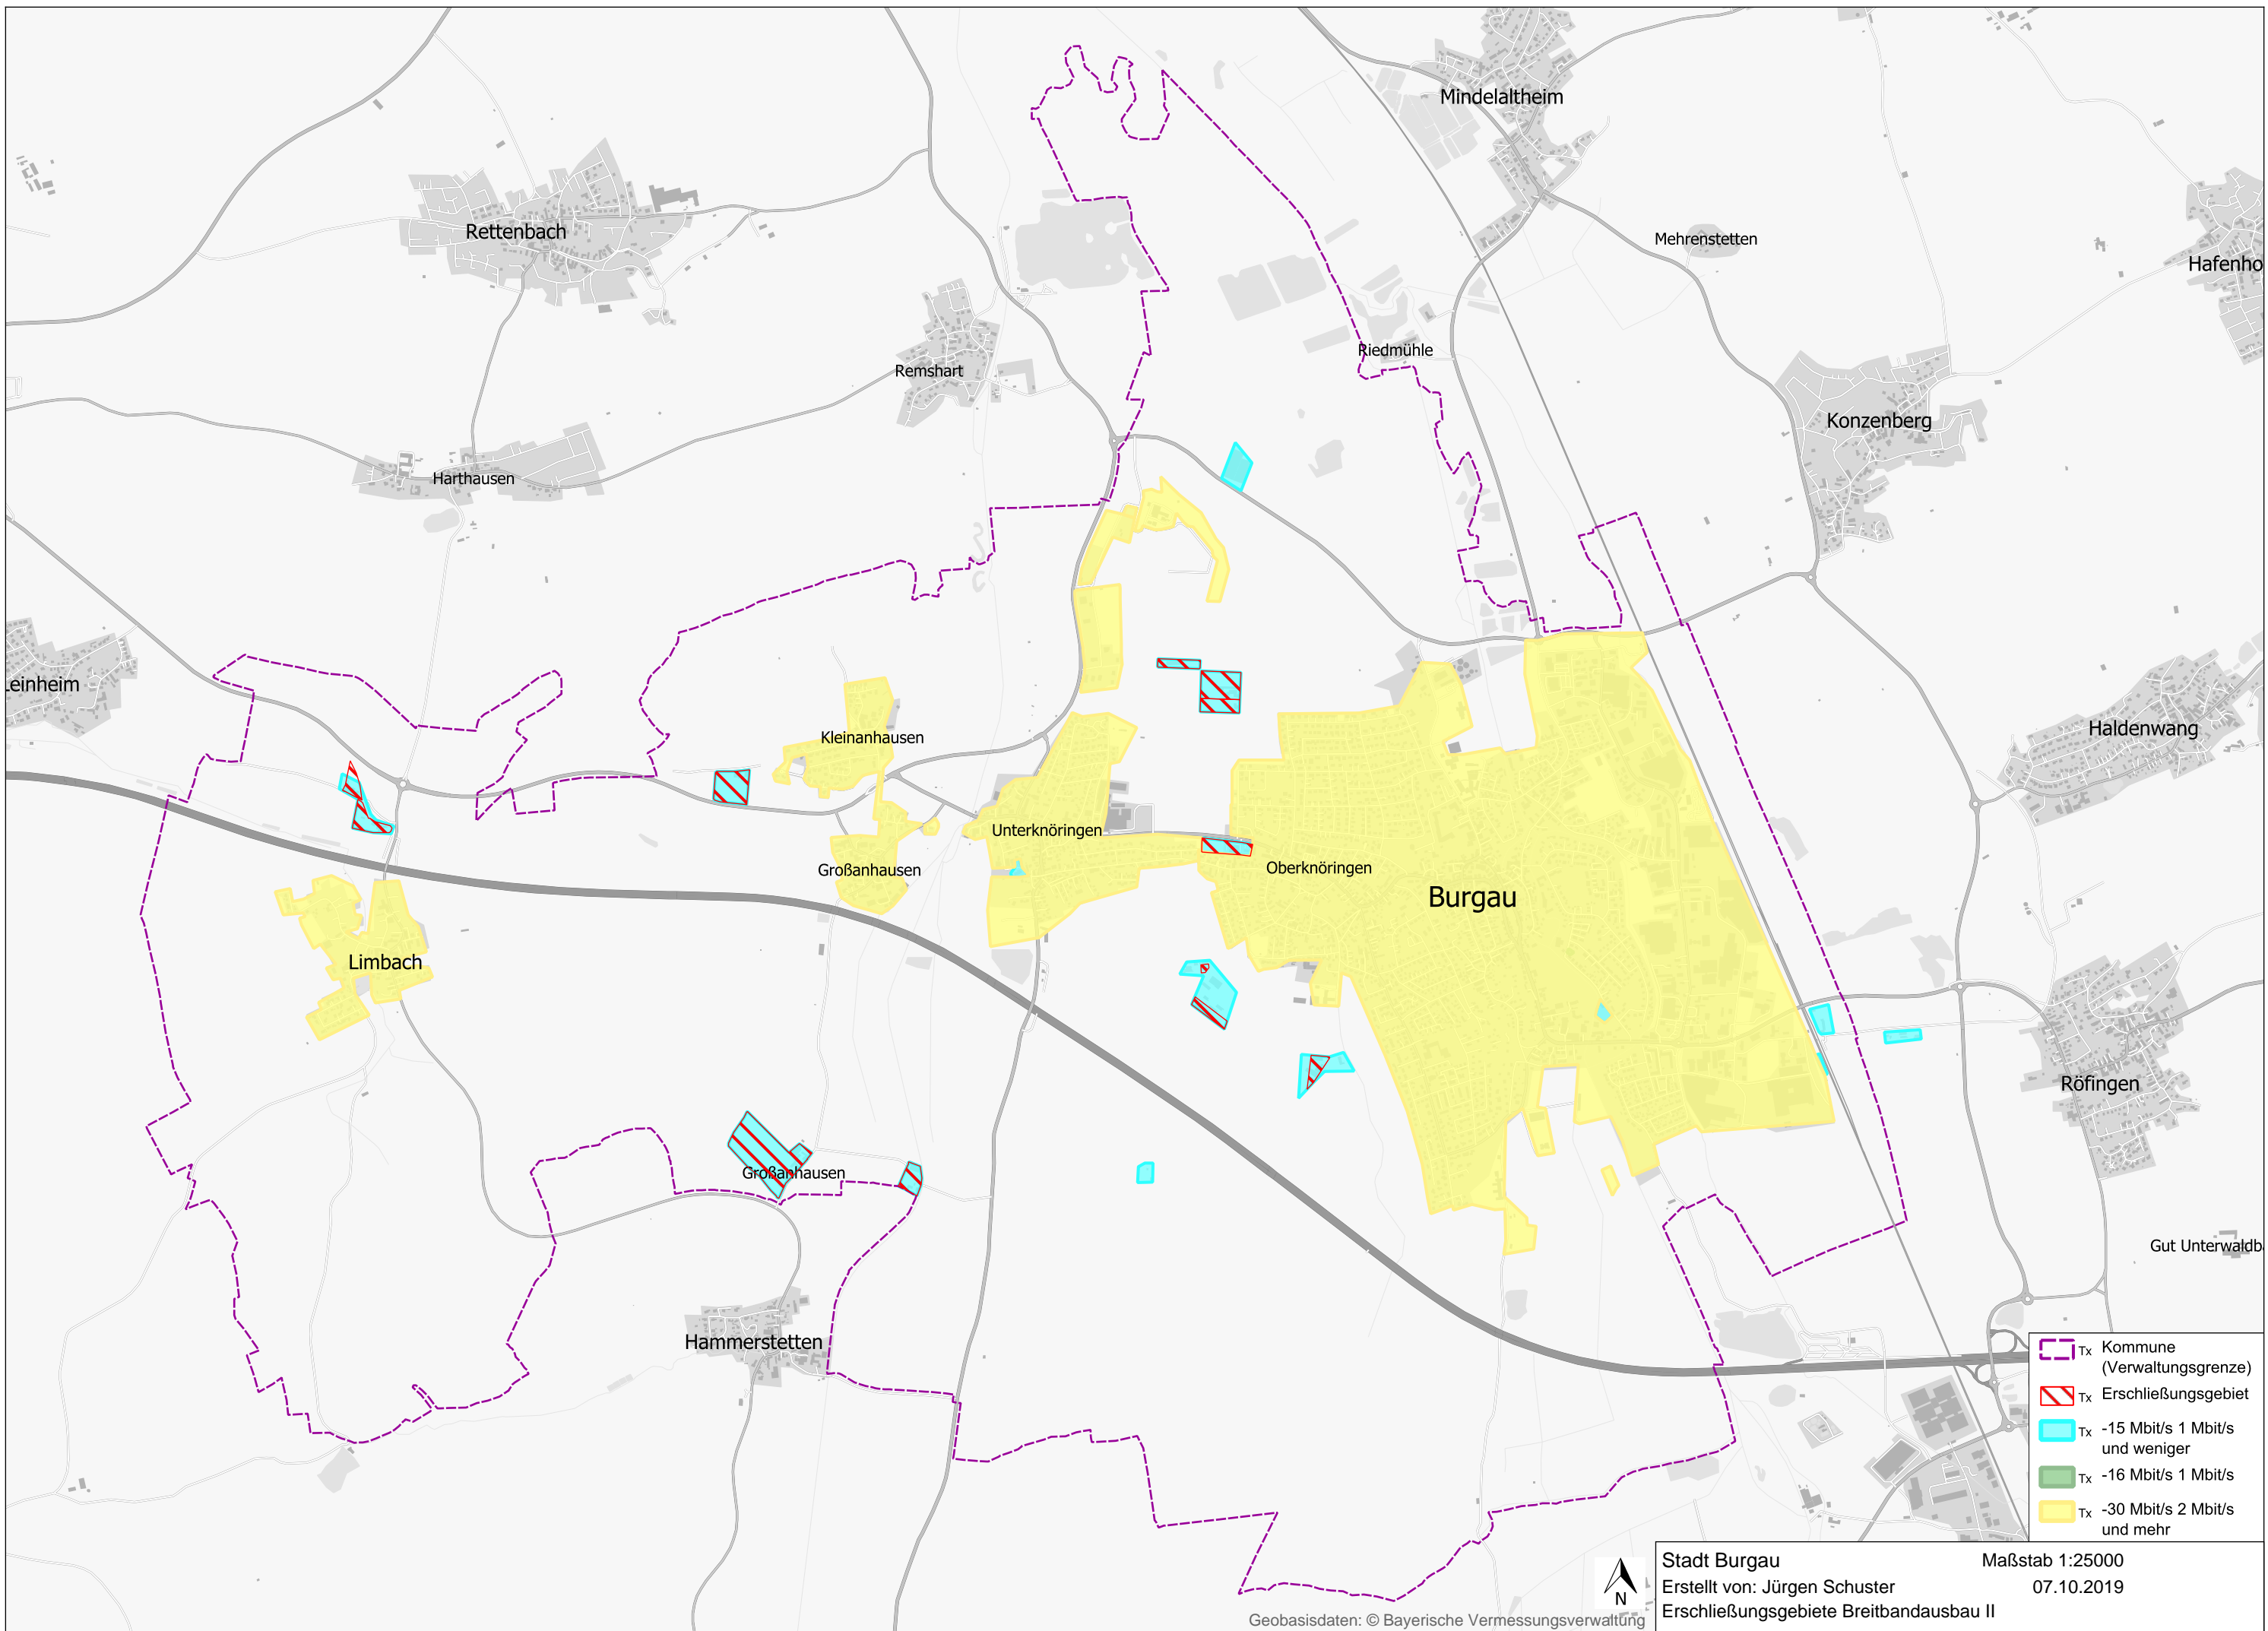 Mindelaltheim
Rettenbach
Mehrenstetten
Hafenho
Riedmühle
Remshart
Konzenberg
Harthausen
Leinheim
Haldenwang
Kleinanhausen
Unterknöringen
Großanhausen
Oberknöringen
Burgau
Limbach
Röfingen
Großanhausen
Gut Unterwaldb
Hammerstetten
Tx Kommune
(Verwaltungsgrenze)
Tx Erschließungsgebiet
Tx -15 Mbit/s 1 Mbit/s
und weniger
Tx -16 Mbit/s 1 Mbit/s
Tx -30 Mbit/s 2 Mbit/s
und mehr
N
Stadt Burgau Maßstab 1:25000
Erstellt von: Jürgen Schuster 07.10.2019
Erschließungsgebiete Breitbandausbau II
Geobasisdaten: © Bayerische Vermessungsverwaltung